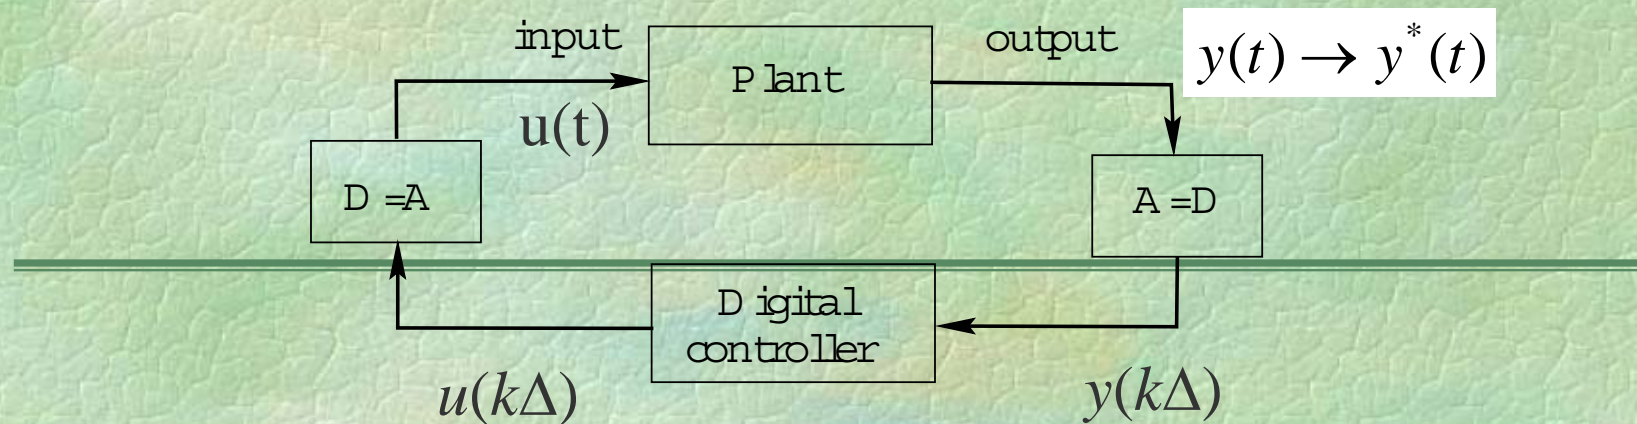 input
output
y(t) → y*(t)
Plant
u(t)
D=A
A=D
Digital
controller
u(kΔ)
y(kΔ)